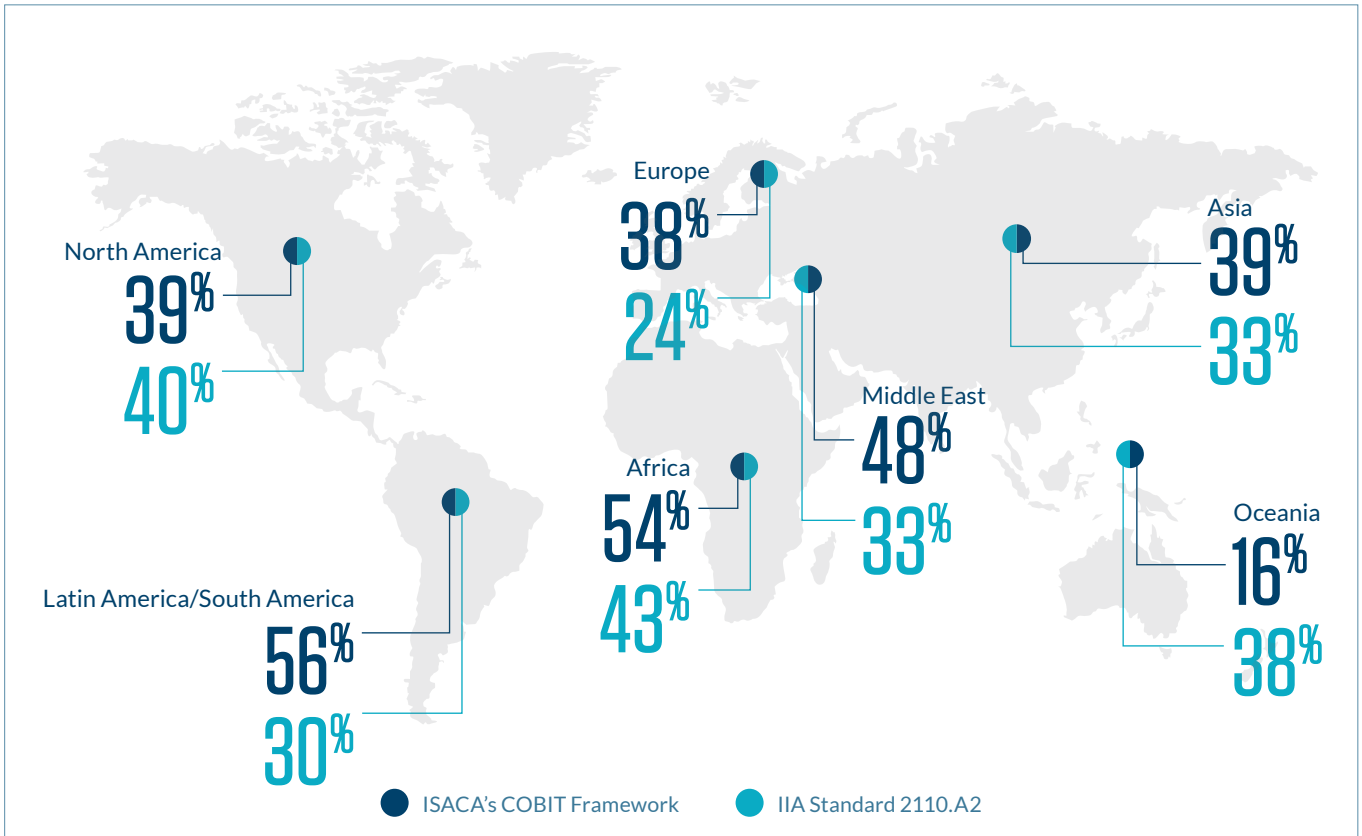 North America
39%
40%
Latin America/South America
56%
30%
Europe
38%
24%
Africa
54%
43%
Middle East
48%
33%
Asia
39%
33%
Oceania
16%
38%
ISACA's COBIT Framework
IIA Standard 2110.A2